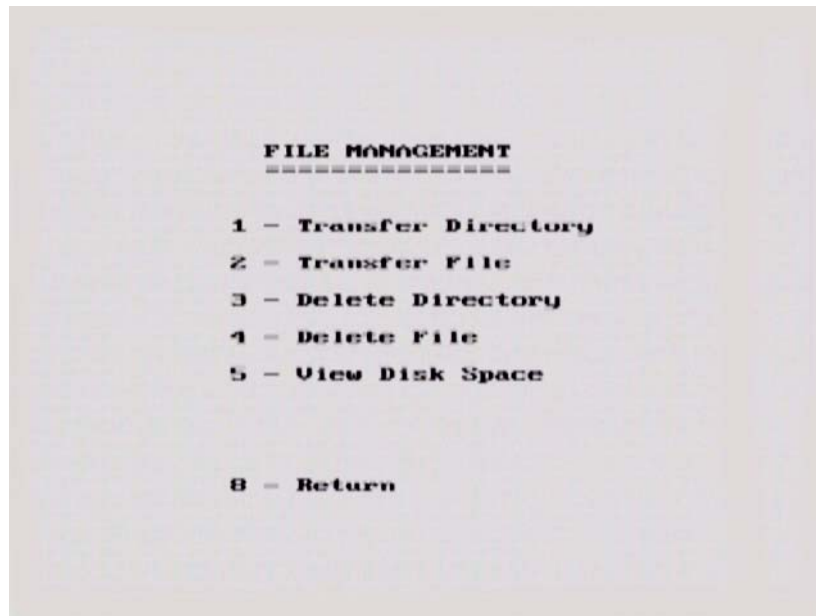 FILE MANAGEMENT
===============
1 - Transfer Directory
2 - Transfer File
3 - Delete Directory
4 - Delete File
5 - View Disk Space
8 - Return